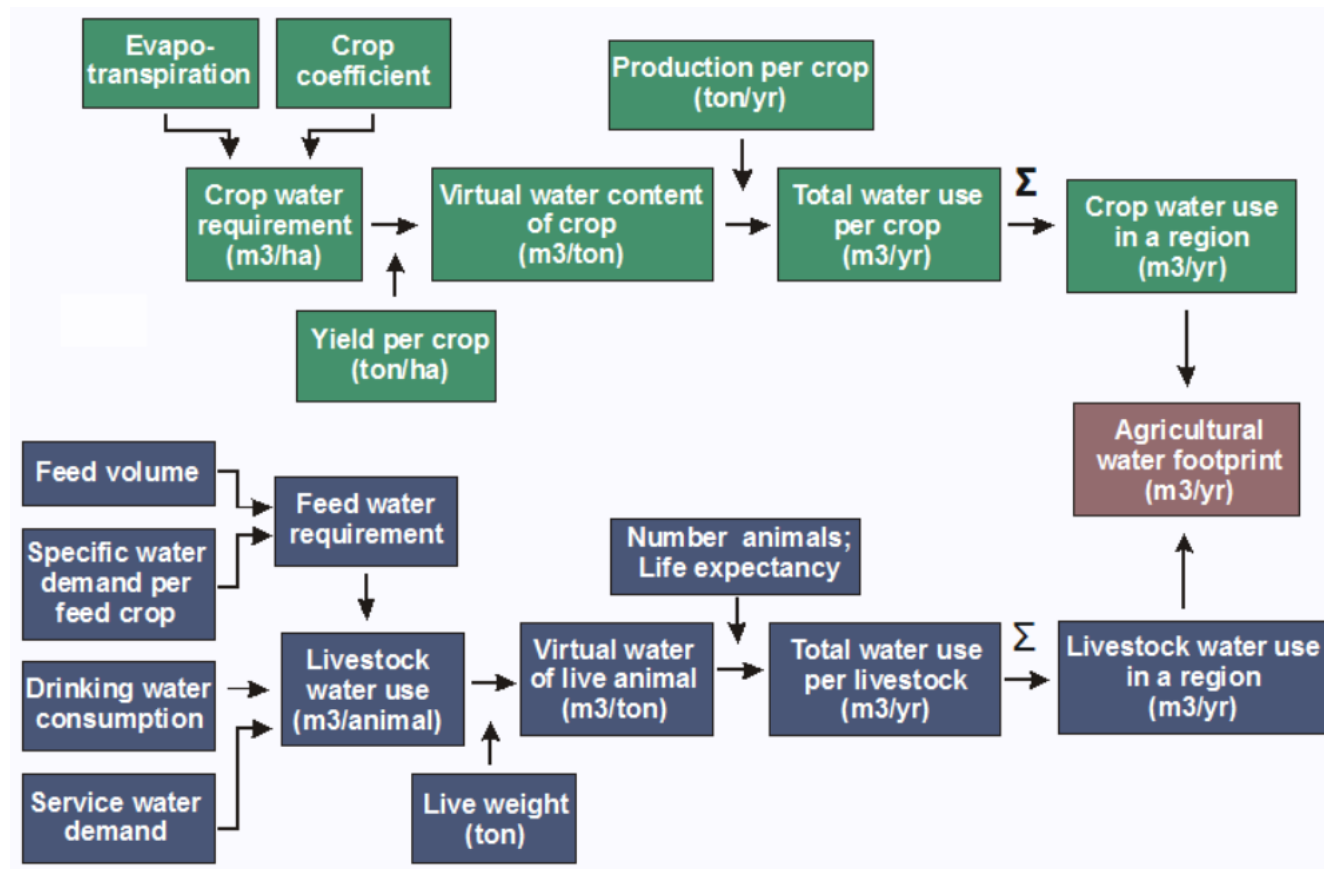 Evapo-
transpiration
Crop
coefficient
Production per crop
(ton/yr)
Crop water
requirement
(m3/ha)
Virtual water content
of crop
(m3/ton)
Total water use
per crop
(m3/yr)
Σ
Crop water use
in a region
(m3/yr)
Yield per crop
(ton/ha)
Agricultural
water footprint
(m3/yr)
Feed volume
Specific water
demand per
feed crop
Feed water
requirement
Number animals;
Life expectancy
Drinking water
consumption
Livestock
water use
(m3/animal)
Virtual water
of live animal
(m3/ton)
Total water use
per livestock
(m3/yr)
Σ
Livestock water use
in a region
(m3/yr)
Service water
demand
Live weight
(ton)